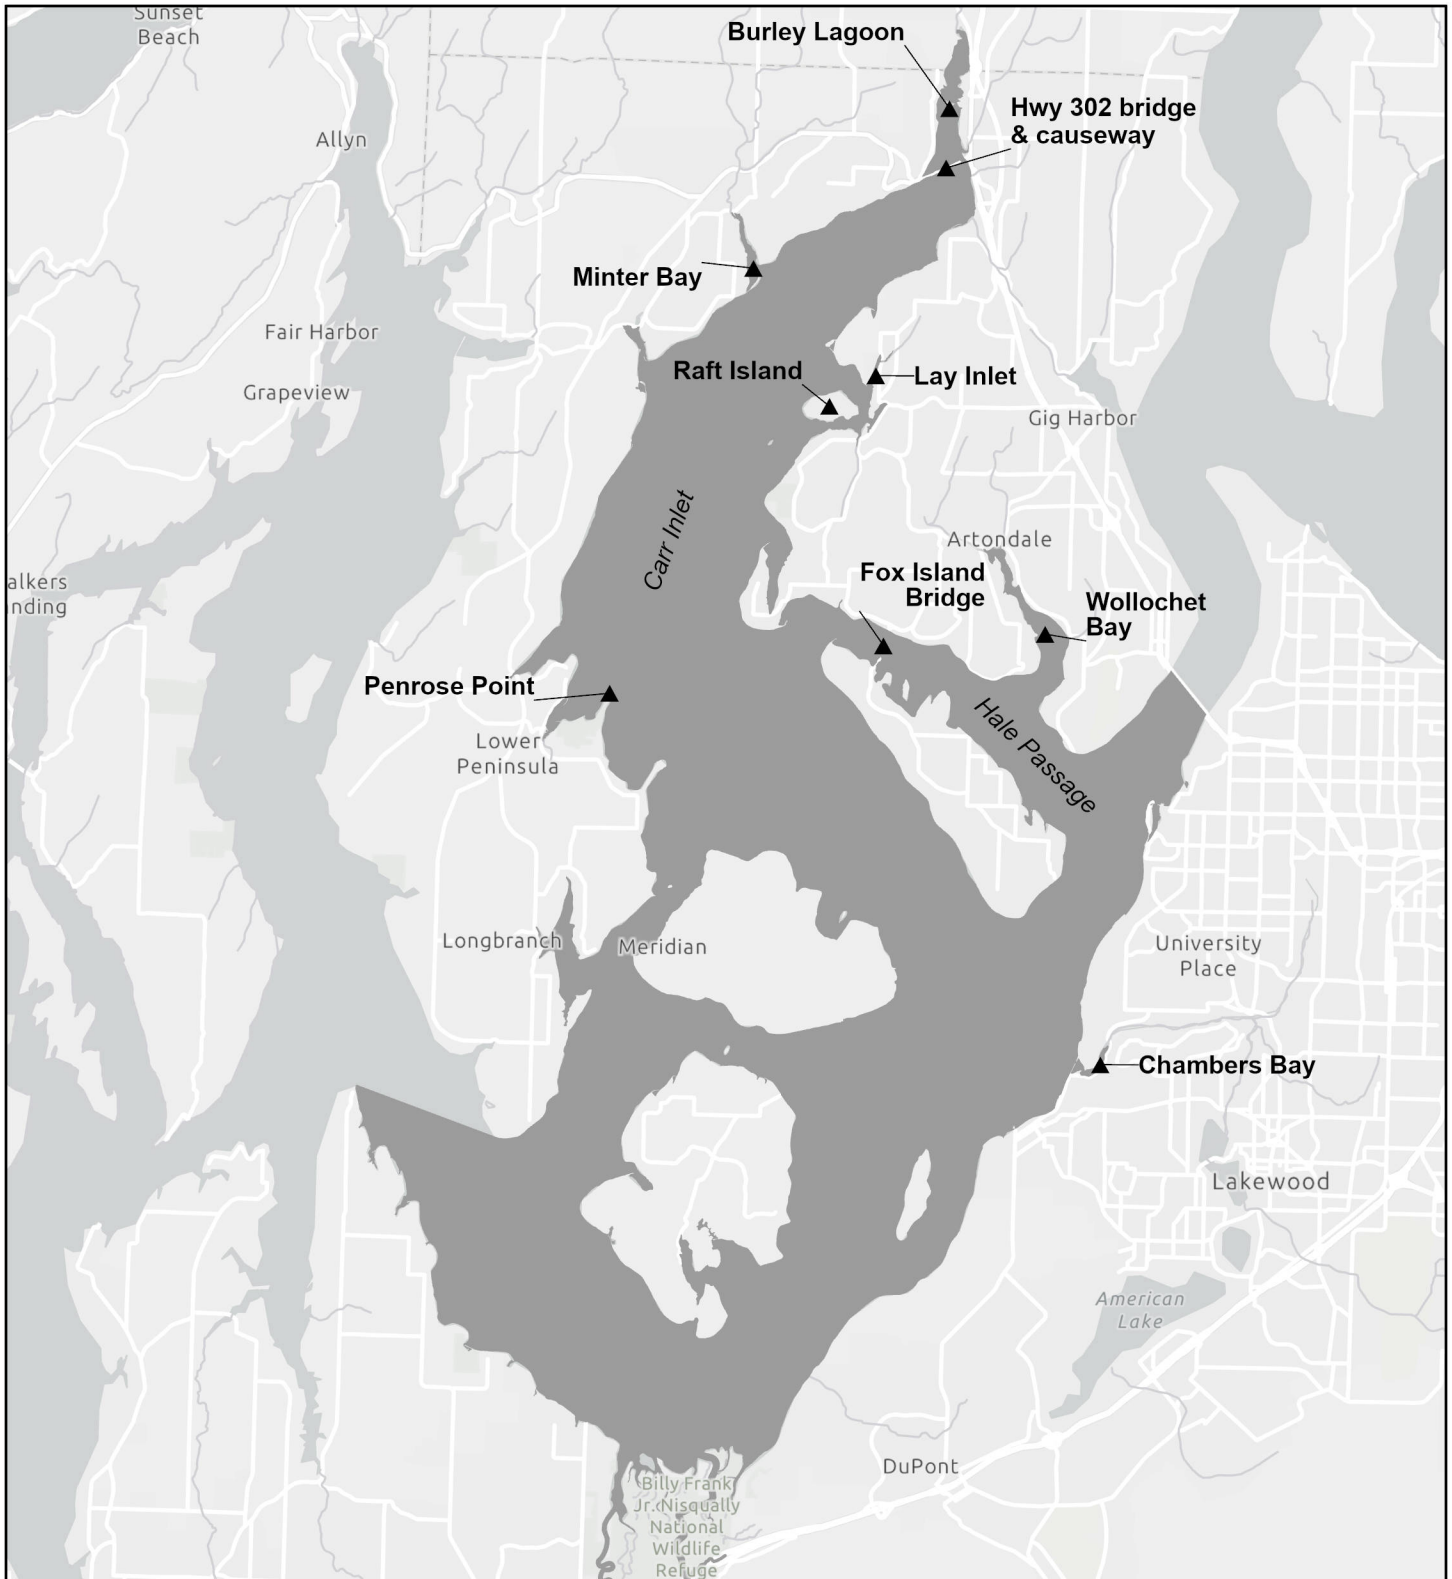 Sunset
Beach
Burley Lagoon
Hwy 302 bridge
& causeway
Allyn
Minter Bay
Fair Harbor
Raft Island
Lay Inlet
Grapeview
Gig Harbor
Carr Inlet
Artondale
Fox Island
Bridge
alkers
nding
Wollochet
Bay
Penrose Point
Hale Passage
Lower
Peninsula
Longbranch
Meridian
University
Place
Chambers Bay
Lakewood
American
Lake
DuPont
Billy Frank
Jr. Nisqually
National
Wildlife
Refuge